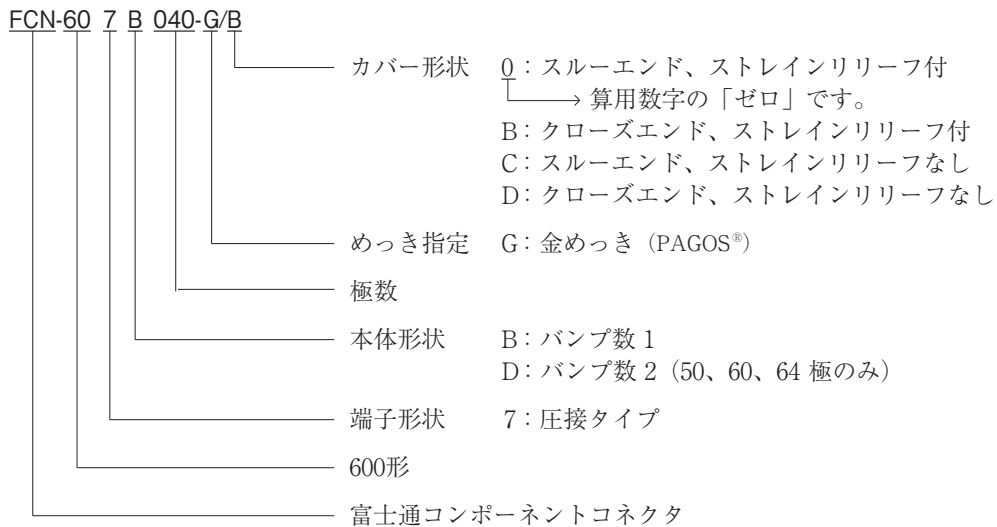 FCN-60 7 B 040-G/B
カバー形状 0：スルーエンド、ストレインリリーフ付
算用数字の「ゼロ」です。
B：クローズエンド、ストレインリリーフ付
C：スルーエンド、ストレインリリーフなし
D：クローズエンド、ストレインリリーフなし
めっき指定 G：金めっき（PAGOS®）
極数
本体形状 B：バンプ数 1
D：バンプ数 2（50、60、64 極のみ）
端子形状 7：圧接タイプ
600形
富士通コンポーネントコネクタ